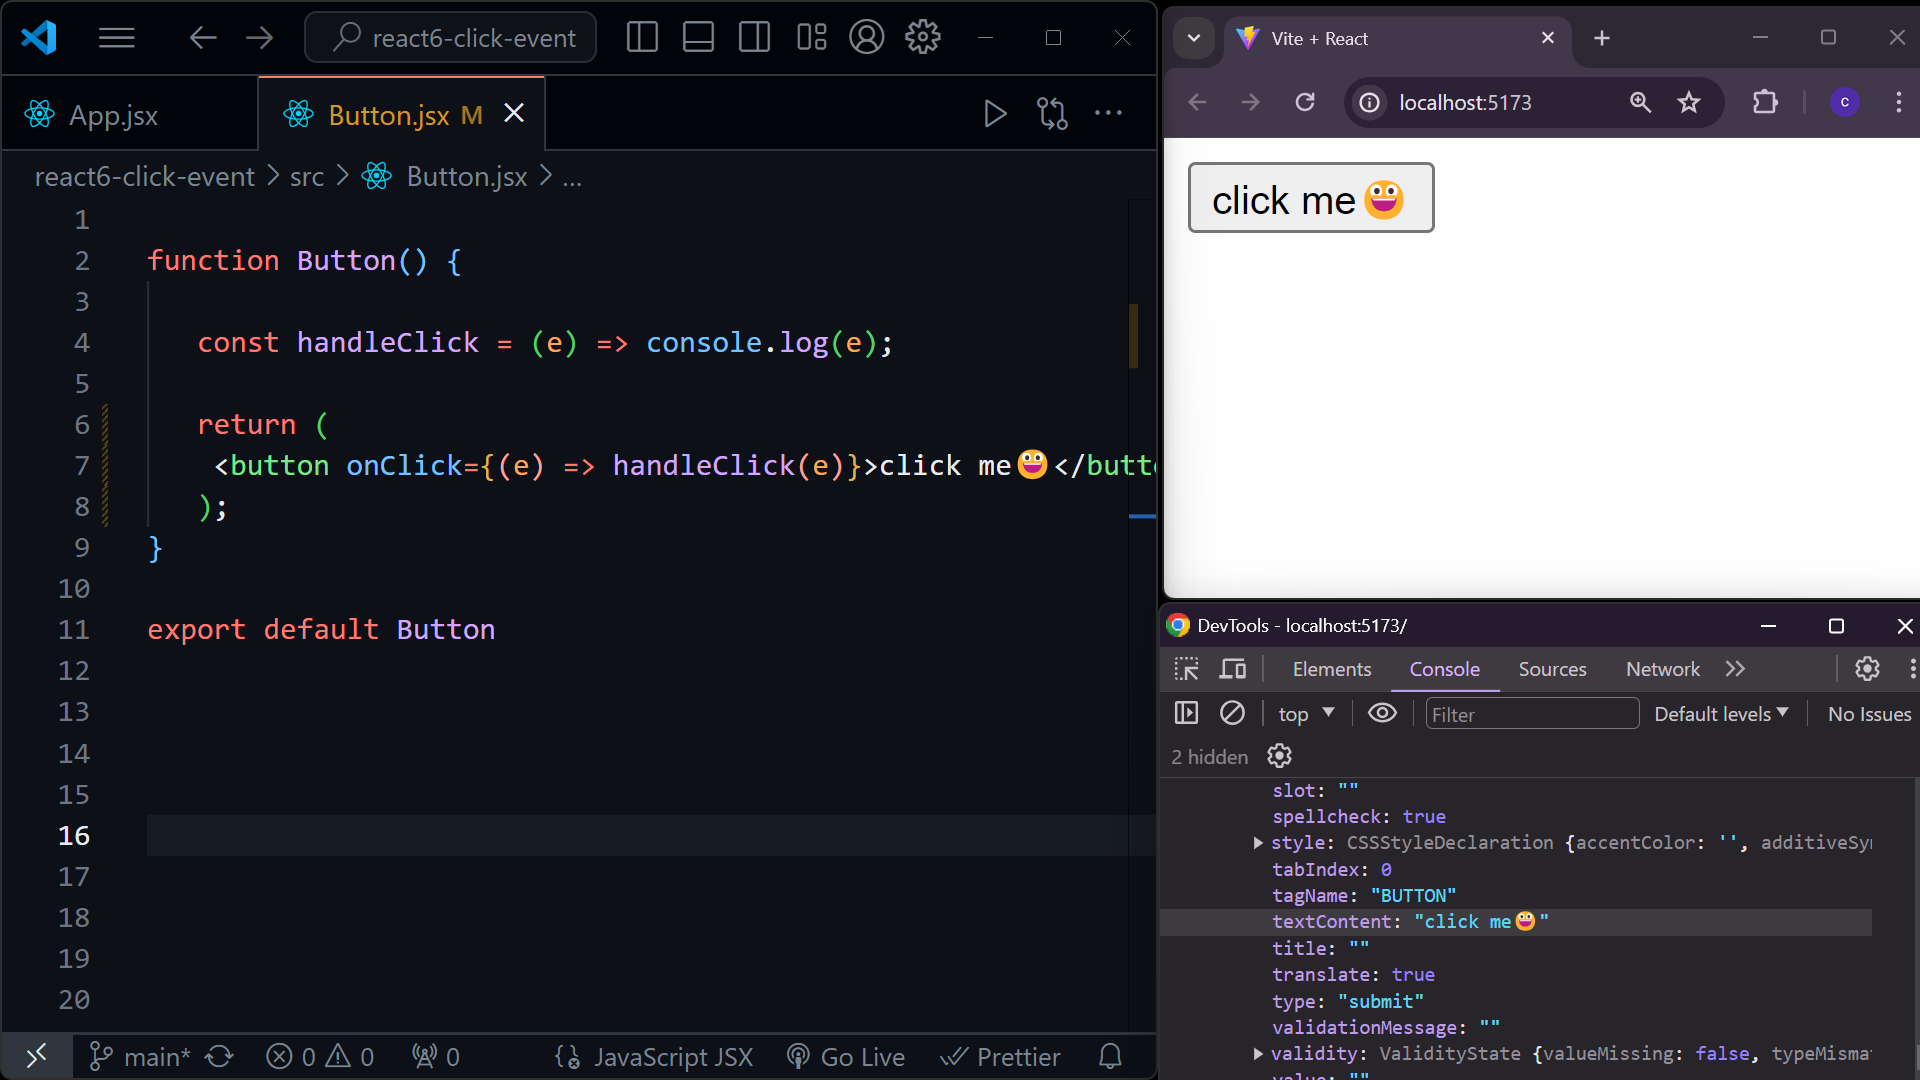 react6-click-event
App.jsx
Button.jsx M
react6-click-event > src > Button.jsx > ...
1
2 function Button() {
3
4 const handleClick = (e) => console.log(e);
5
6 return (
7 <button onClick={(e) => handleClick(e)}>click me😀</butt
8 );
9 }
10
11 export default Button
12
13
14
15
16
17
18
19
20
main* 0 0 0 JavaScript JSX Go Live Prettier
Vite + React
localhost:5173
c
click me😀
DevTools - localhost:5173/
Elements Console Sources Network
top Filter Default levels No Issues
2 hidden
slot: ""
spellcheck: true
style: CSSStyleDeclaration {accentColor: '', additiveSy
tabIndex: 0
tagName: "BUTTON"
textContent: "click me😀"
title: ""
translate: true
type: "submit"
validationMessage: ""
validity: ValidityState {valueMissing: false, typeMisma
value: ""